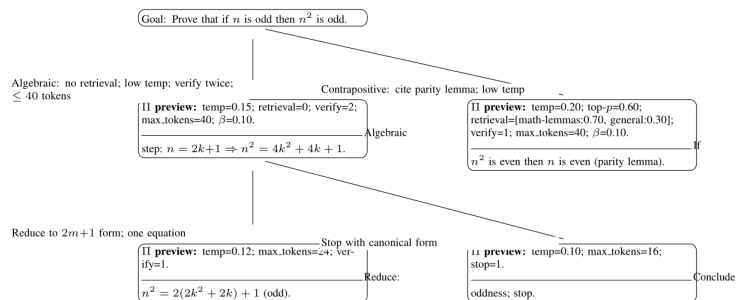 Goal: Prove that if n is odd then n² is odd.
Algebraic: no retrieval; low temp; verify twice;
≤ 40 tokens
Contrapositive: cite parity lemma; low temp
Π preview: temp=0.15; retrieval=0; verify=2;
max_tokens=40; β=0.10.
Algebraic
step: n = 2k+1 ⇒ n² = 4k² + 4k + 1.
Π preview: temp=0.20; top-p=0.60;
retrieval=[math-lemmas:0.70, general:0.30];
verify=1; max_tokens=40; β=0.10.
If
n² is even then n is even (parity lemma).
Reduce to 2m+1 form; one equation
Stop with canonical form
Π preview: temp=0.12; max_tokens=24; ver-
ify=1.
Reduce:
n² = 2(2k² + 2k) + 1 (odd).
Π preview: temp=0.10; max_tokens=16;
stop=1.
Conclude
oddness; stop.